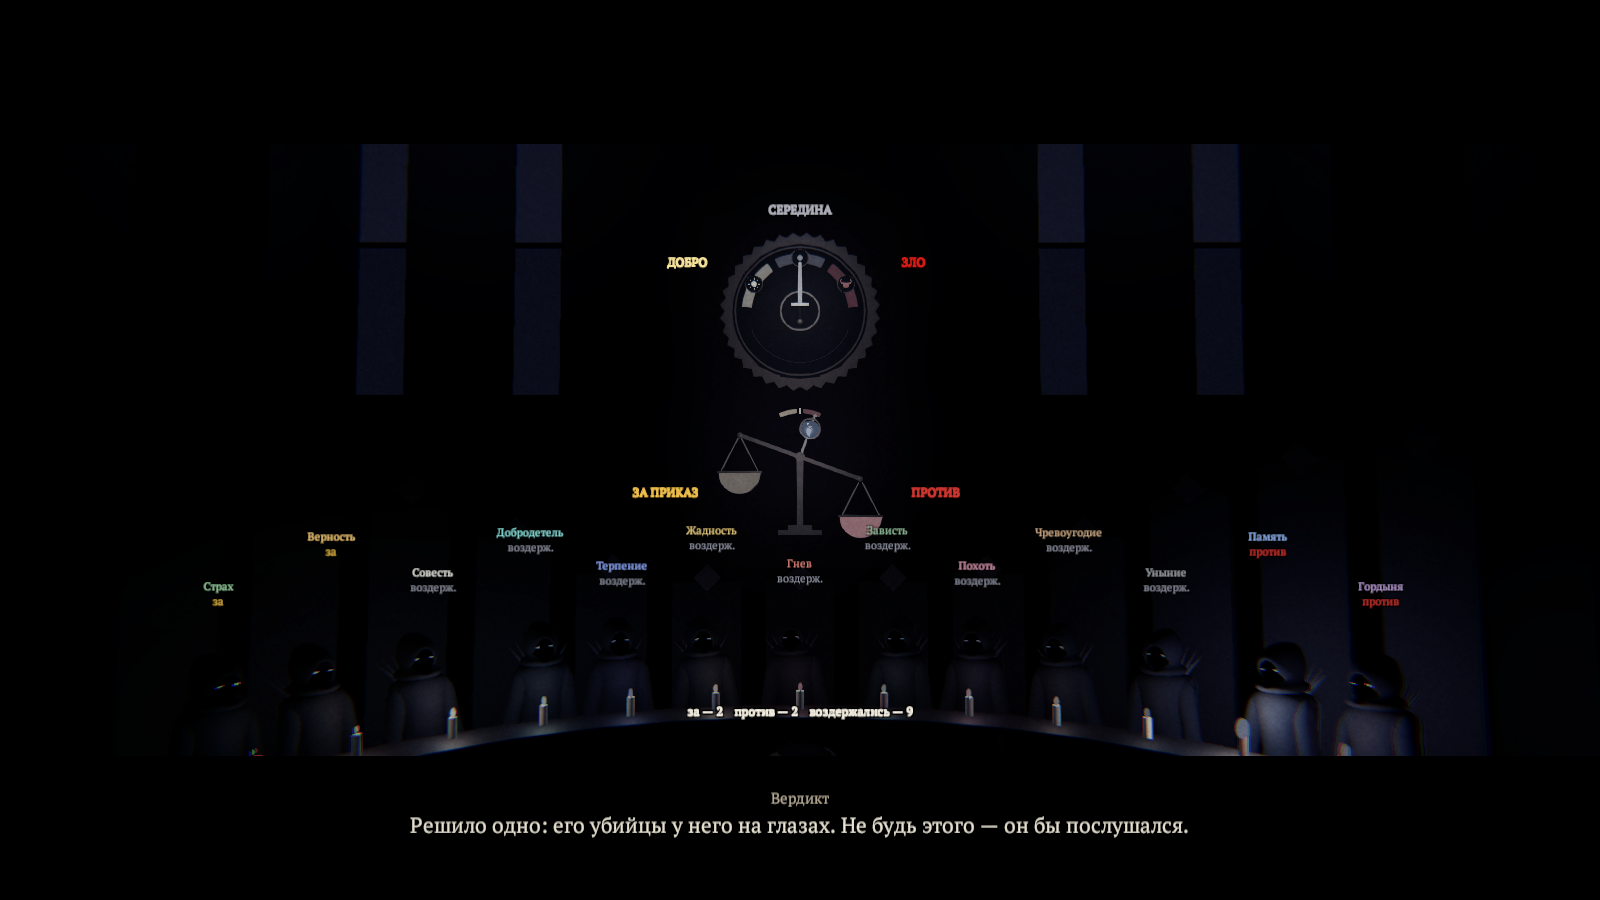 СЕРЕДИНА
ДОБРО
ЗЛО
ЗА ПРИКАЗ
ПРОТИВ
Страх
за
Верность
за
Совесть
воздерж.
Добродетель
воздерж.
Терпение
воздерж.
Жадность
воздерж.
Гнев
воздерж.
Зависть
воздерж.
Похоть
воздерж.
Чревоугодие
воздерж.
Уныние
воздерж.
Память
против
Гордыня
против
за — 2 против — 2 воздержались — 9
Вердикт
Решило одно: его убийцы у него на глазах. Не будь этого — он бы послушался.